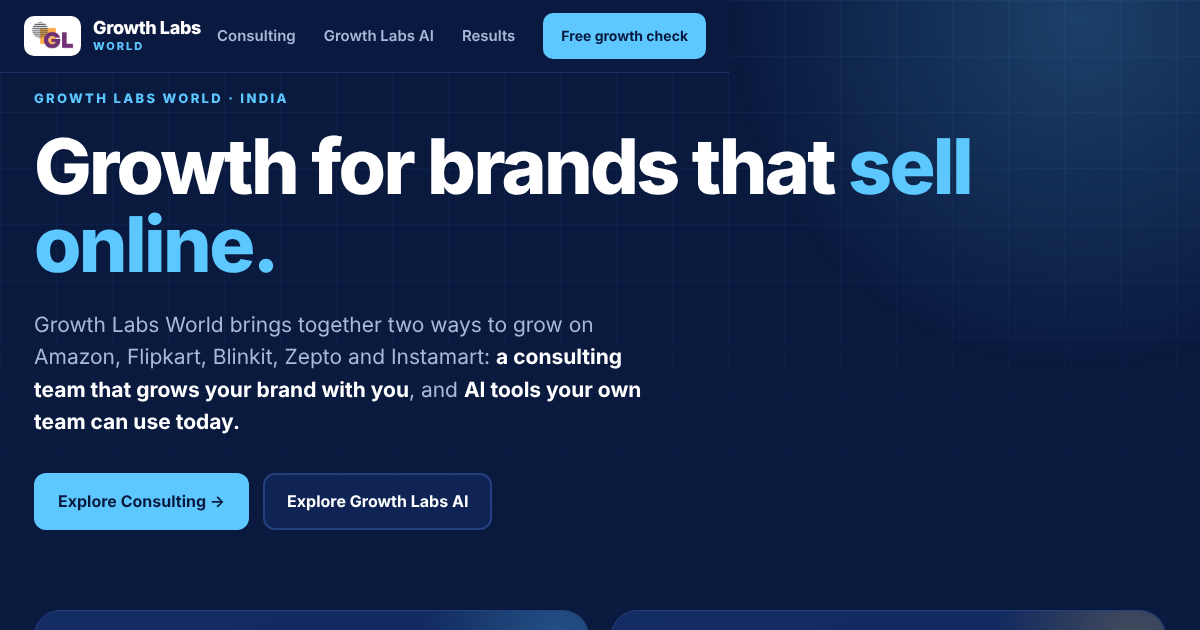 GL
Growth Labs
WORLD
Consulting
Growth Labs AI
Results
Free growth check
GROWTH LABS WORLD · INDIA
Growth for brands that sell
online.
Growth Labs World brings together two ways to grow on
Amazon, Flipkart, Blinkit, Zepto and Instamart: a consulting
team that grows your brand with you, and AI tools your own
team can use today.
Explore Consulting →
Explore Growth Labs AI